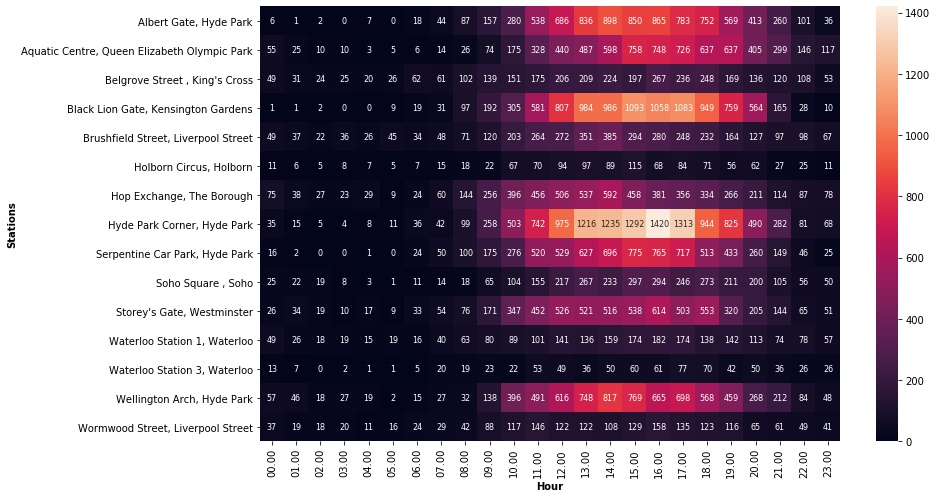 Albert Gate, Hyde Park 6 1 2 0 7 0 18 44 87 157 280 538 686 836 898 850 865 783 752 569 413 260 101 36
Aquatic Centre, Queen Elizabeth Olympic Park 55 25 10 10 3 5 6 14 26 74 175 328 440 487 598 758 748 726 637 637 405 299 146 117
Belgrove Street , King's Cross 49 31 24 25 20 26 62 61 102 139 151 175 206 209 224 197 267 236 248 169 136 120 108 53
Black Lion Gate, Kensington Gardens 1 1 2 0 0 9 19 31 97 192 305 581 807 984 986 1093 1058 1083 949 759 564 165 28 10
Brushfield Street, Liverpool Street 49 37 22 36 26 45 34 48 71 120 203 264 272 351 385 294 280 248 232 164 127 97 98 67
Holborn Circus, Holborn 11 6 5 8 7 5 7 15 18 22 67 70 94 97 89 115 68 84 71 56 62 27 25 11
Hop Exchange, The Borough 75 38 27 23 29 9 24 60 144 256 396 456 506 537 592 458 381 356 334 266 211 114 87 78
Hyde Park Corner, Hyde Park 35 15 5 4 8 11 36 42 99 258 503 742 975 1216 1235 1292 1420 1313 944 825 490 282 81 68
Serpentine Car Park, Hyde Park 16 2 0 0 1 0 24 50 100 175 276 520 529 627 696 775 765 717 513 433 260 149 46 25
Soho Square , Soho 25 22 19 8 3 1 11 14 18 65 104 155 217 267 233 297 294 246 273 211 200 105 56 50
Storey's Gate, Westminster 26 34 19 10 17 9 33 54 76 171 347 452 526 521 516 538 614 503 553 320 205 144 65 51
Waterloo Station 1, Waterloo 49 26 18 19 15 19 16 40 63 80 89 101 141 136 159 174 182 174 138 142 113 74 78 57
Waterloo Station 3, Waterloo 13 7 0 2 1 1 5 20 19 23 22 53 49 36 50 60 61 77 70 42 50 36 26 26
Wellington Arch, Hyde Park 57 46 18 27 19 2 15 27 32 138 396 491 616 748 817 769 665 698 568 459 268 212 84 48
Wormwood Street, Liverpool Street 37 19 18 20 11 16 24 29 42 88 117 146 122 122 108 129 158 135 123 116 65 61 49 41
00.00 01.00 02.00 03.00 04.00 05.00 06.00 07.00 08.00 09.00 10.00 11.00 12.00 13.00 14.00 15.00 16.00 17.00 18.00 19.00 20.00 21.00 22.00 23.00
Hour
Stations
1400
1200
1000
800
600
400
200
0